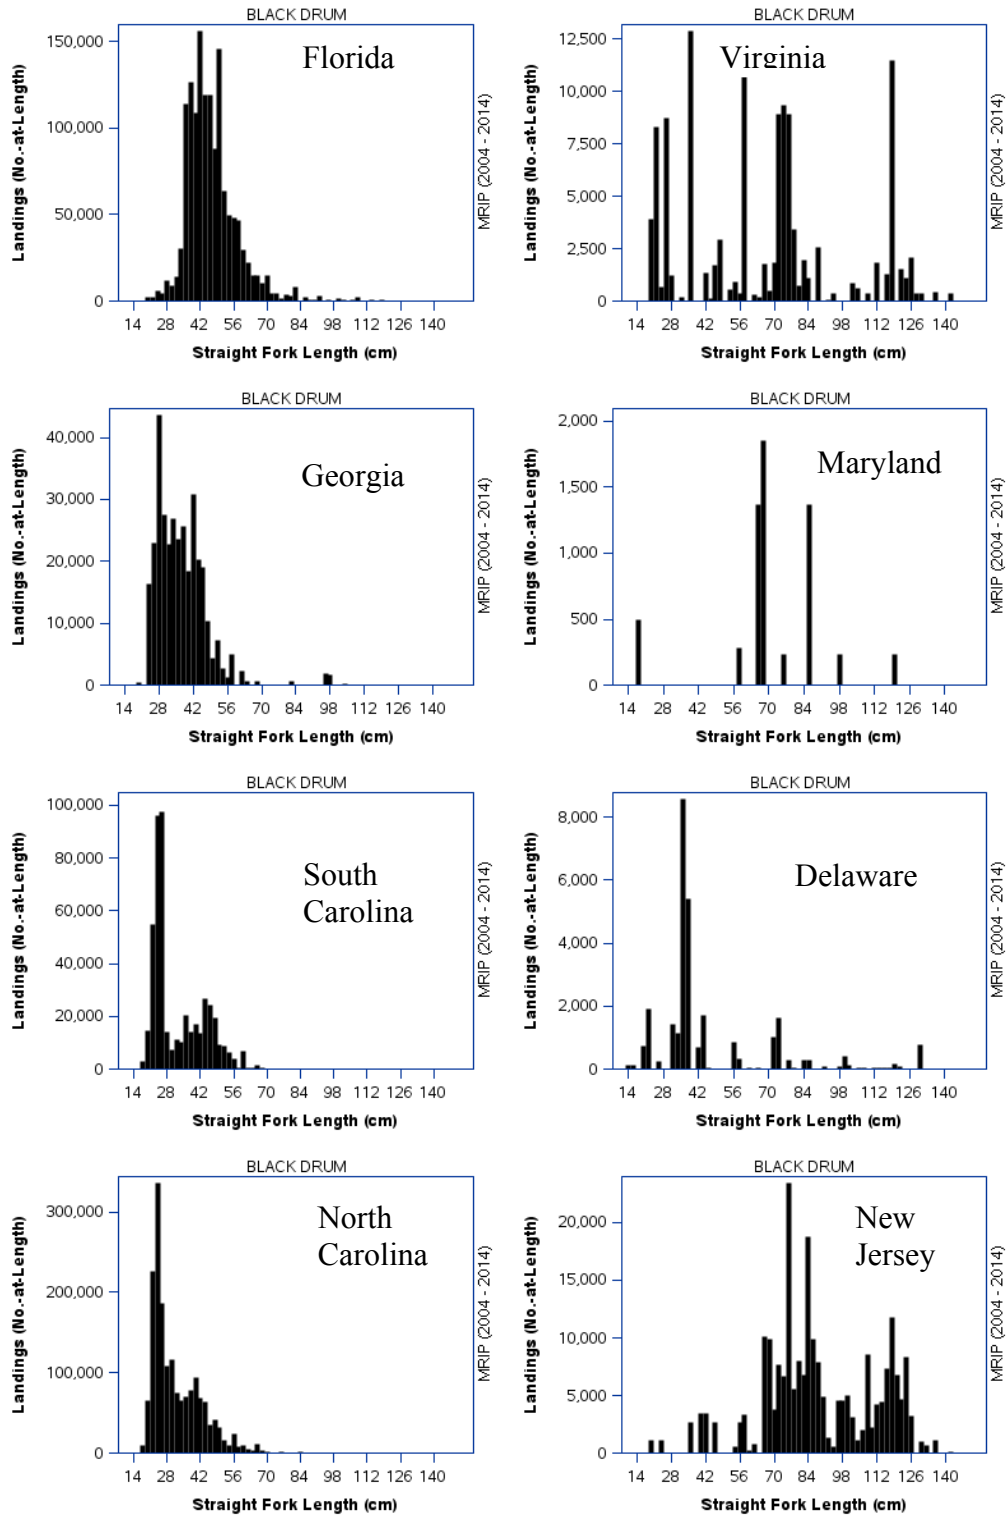 BLACK DRUM
Florida
Landings (No.-at-Length)
150,000
100,000
50,000
0
14 28 42 56 70 84 98 112 126 140
Straight Fork Length (cm)
MRIP (2004 - 2014)
BLACK DRUM
Virginia
Landings (No.-at-Length)
12,500
10,000
7,500
5,000
2,500
0
14 28 42 56 70 84 98 112 126 140
Straight Fork Length (cm)
MRIP (2004 - 2014)
BLACK DRUM
Georgia
Landings (No.-at-Length)
40,000
30,000
20,000
10,000
0
14 28 42 56 70 84 98 112 126 140
Straight Fork Length (cm)
MRIP (2004 - 2014)
BLACK DRUM
Maryland
Landings (No.-at-Length)
2,000
1,500
1,000
500
0
14 28 42 56 70 84 98 112 126 140
Straight Fork Length (cm)
MRIP (2004 - 2014)
BLACK DRUM
South
Carolina
Landings (No.-at-Length)
100,000
80,000
60,000
40,000
20,000
0
14 28 42 56 70 84 98 112 126 140
Straight Fork Length (cm)
MRIP (2004 - 2014)
BLACK DRUM
Delaware
Landings (No.-at-Length)
8,000
6,000
4,000
2,000
0
14 28 42 56 70 84 98 112 126 140
Straight Fork Length (cm)
MRIP (2004 - 2014)
BLACK DRUM
North
Carolina
Landings (No.-at-Length)
300,000
200,000
100,000
0
14 28 42 56 70 84 98 112 126 140
Straight Fork Length (cm)
MRIP (2004 - 2014)
BLACK DRUM
New
Jersey
Landings (No.-at-Length)
20,000
15,000
10,000
5,000
0
14 28 42 56 70 84 98 112 126 140
Straight Fork Length (cm)
MRIP (2004 - 2014)